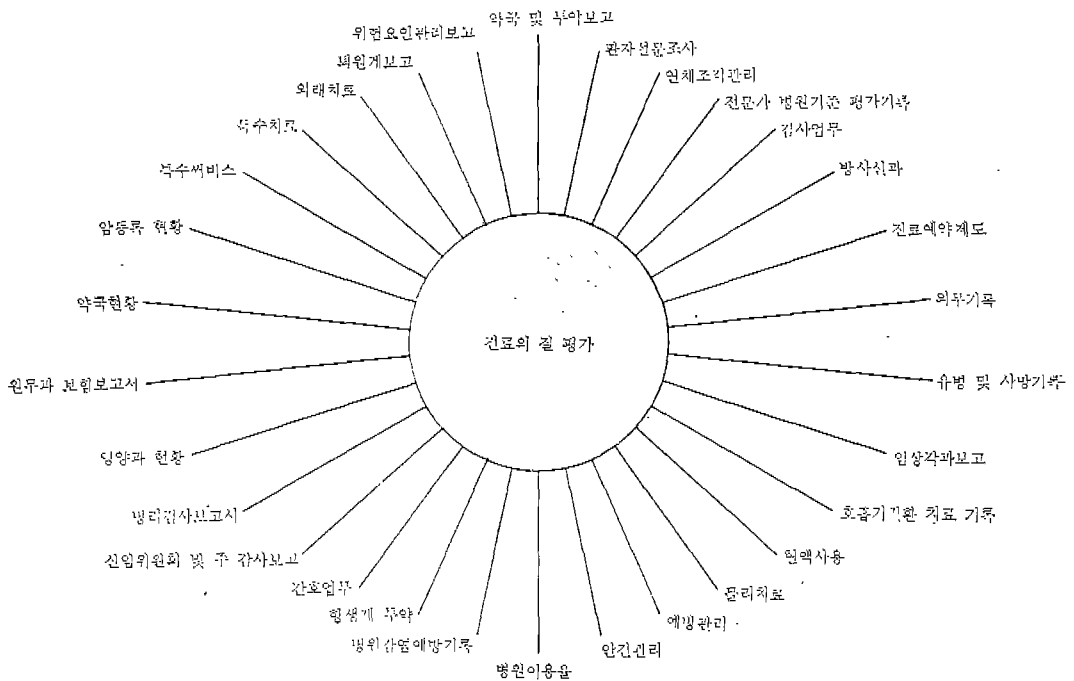 약국 및 투약보고
위험요인관리보고
환자설문조사
퇴원계보고
인체조직관리
외래치료
전문가 병원기준 평가기록
특수치료
검사업무
특수써비스
방사선과
암등록 현황
진료예약제도
약국현황
의무기록
진료의 질 평가
원무과 보험보고서
유병 및 사망기록
영양과 현황
임상각과보고
병리검사보고서
호흡기질환 치료 기록
신임위원회 및 주 감사보고
혈액사용
간호업무
물리치료
항생제 투약
예방관리
병원감염예방기록
안전관리
병원이용율